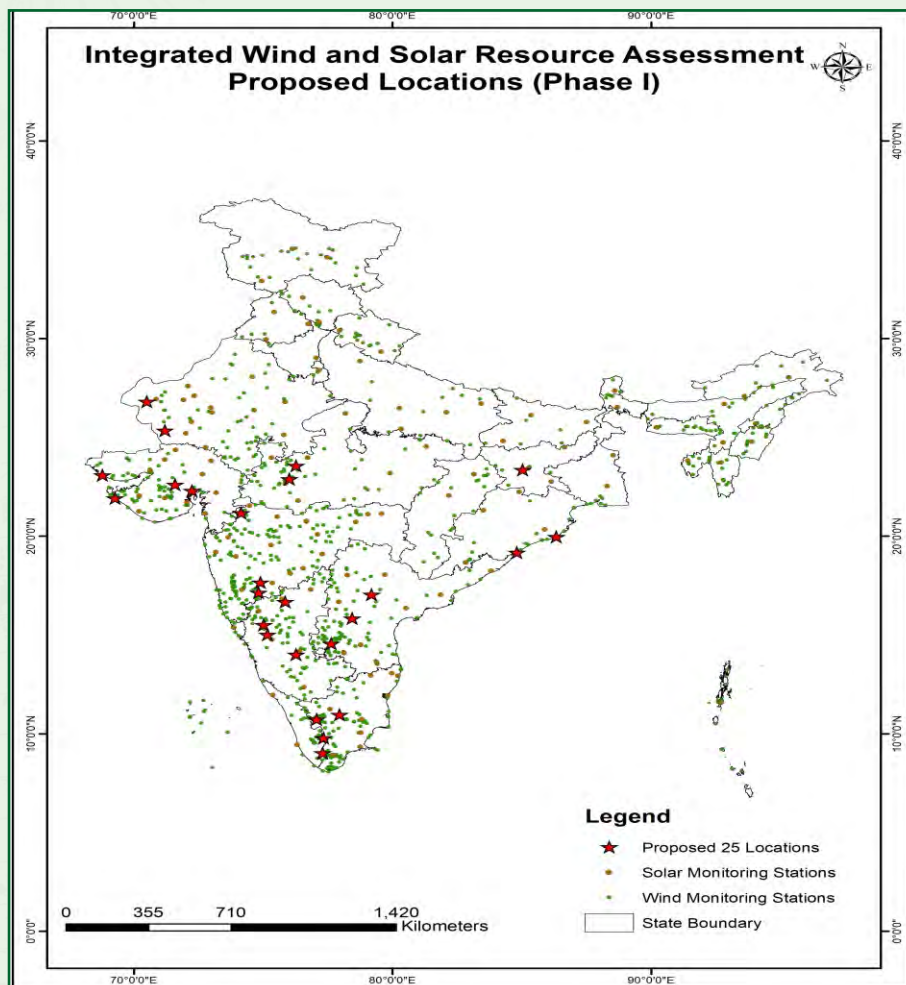 70°0'0"E 80°0'0"E 90°0'0"E
Integrated Wind and Solar Resource Assessment
Proposed Locations (Phase I)
N
W E
S
40°0'0"N 40°0'0"N
30°0'0"N 30°0'0"N
20°0'0"N 20°0'0"N
10°0'0"N 10°0'0"N
Legend
Proposed 25 Locations
Solar Monitoring Stations
Wind Monitoring Stations
State Boundary
0 355 710 1,420
Kilometers
0°0'0" 0°0'0"
70°0'0"E 80°0'0"E 90°0'0"E